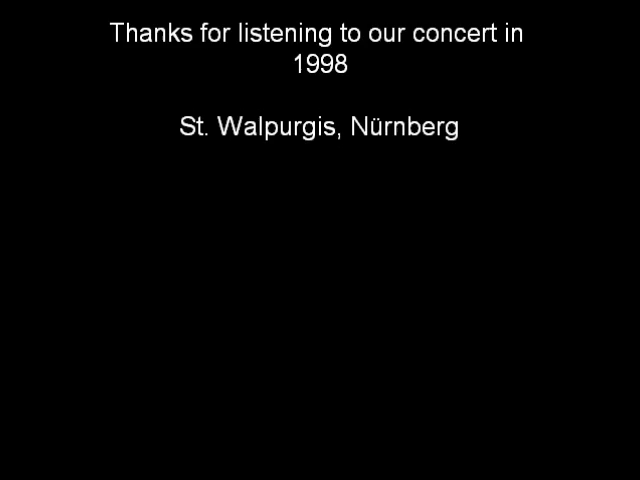 Thanks for listening to our concert in
1998
St. Walpurgis, Nürnberg